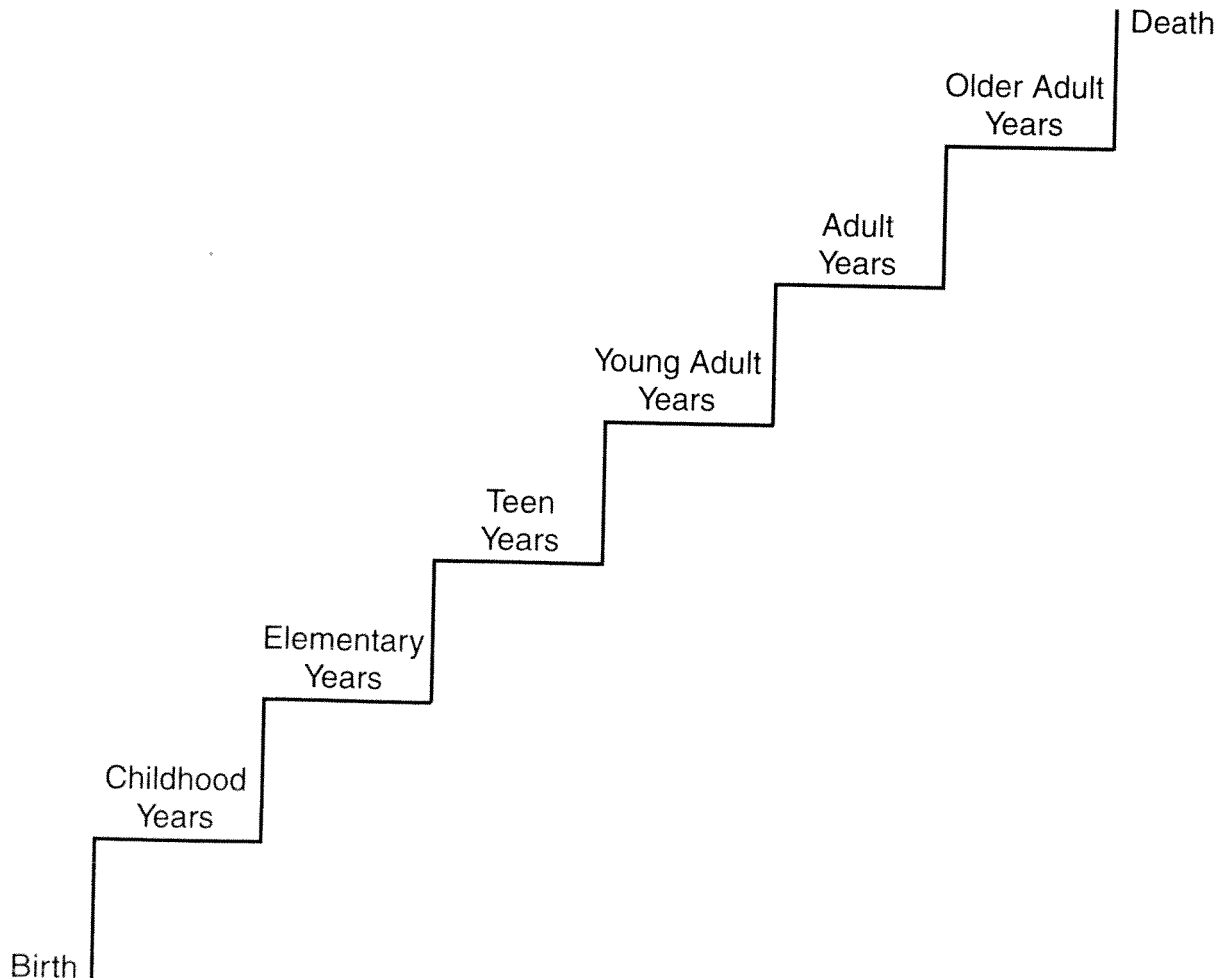 Death
Older Adult
Years
Adult
Years
Young Adult
Years
Teen
Years
Elementary
Years
Childhood
Years
Birth